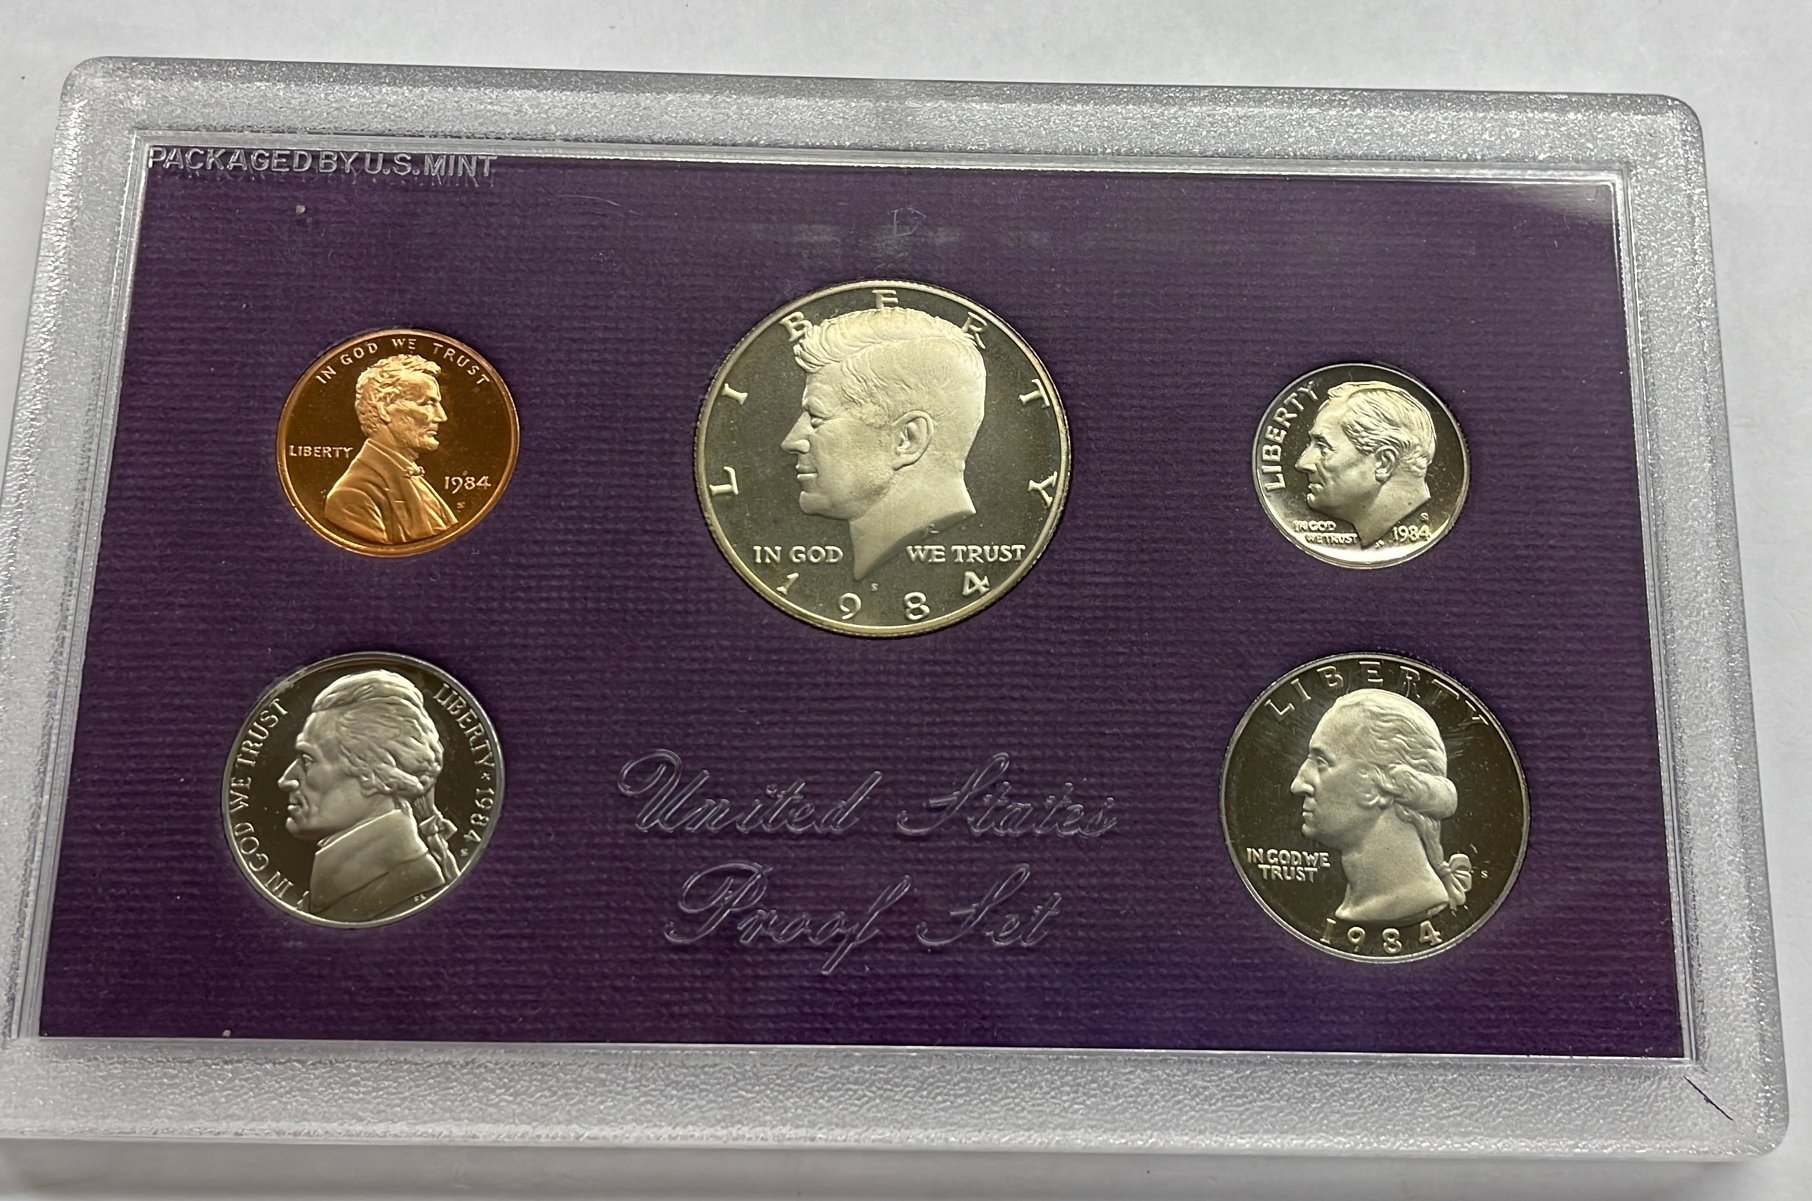 PACKAGED BY U.S. MINT
IN GOD WE TRUST
LIBERTY
1984
S
LIBERTY
IN GOD WE TRUST
S
1984
LIBERTY
IN GOD
WE TRUST
S
1984
IN GOD WE TRUST
LIBERTY * 1984
S
United States
Proof Set
LIBERTY
IN GOD WE
TRUST
S
1984